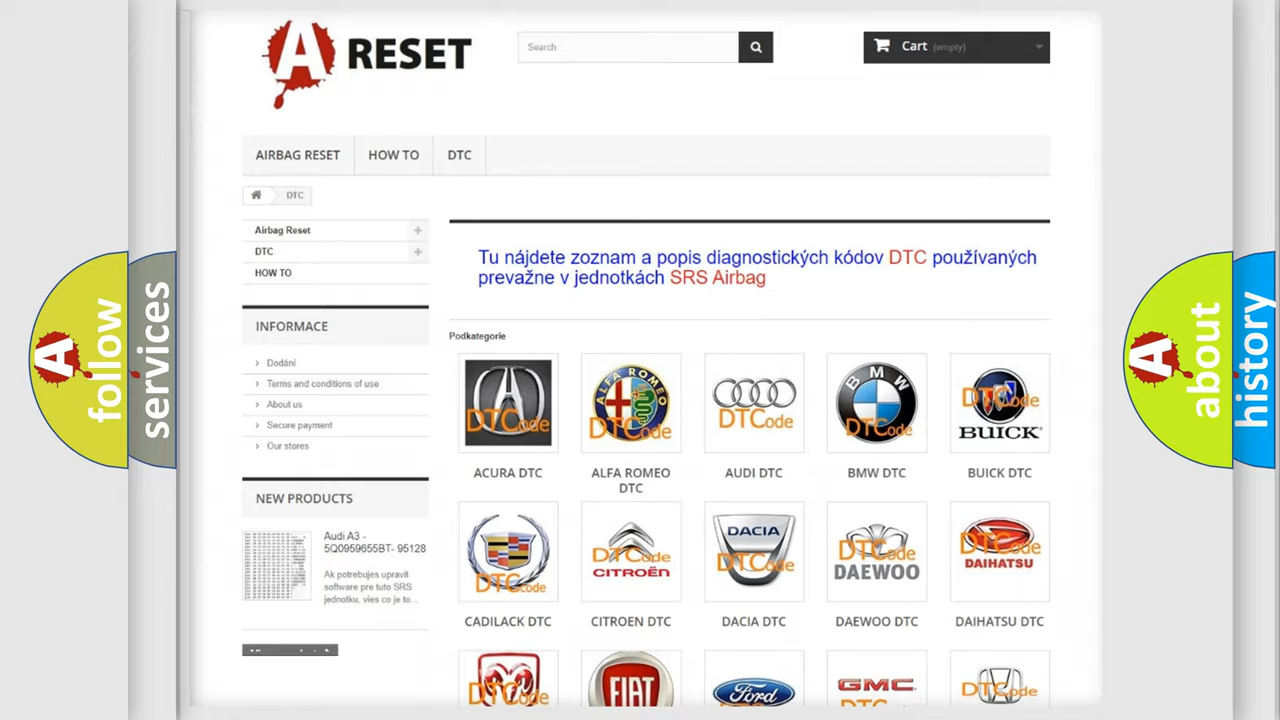 A RESET
Search
Cart (empty)
AIRBAG RESET
HOW TO
DTC
DTC
Airbag Reset
DTC
HOW TO
Tu nájdete zoznam a popis diagnostických kódov DTC používaných
prevažne v jednotkách SRS Airbag
INFORMACE
Dodání
Terms and conditions of use
About us
Secure payment
Our stores
NEW PRODUCTS
Audi A3 -
5Q0959655BT- 95128
Ak potrebujes upravit
software pre tuto SRS
jednotku, vies co je to...
Podkategorie
DTCode
ALFA ROMEO
DTCode
DTCode
BMW
DTCode
DTCode
BUICK
ACURA DTC
ALFA ROMEO
DTC
AUDI DTC
BMW DTC
BUICK DTC
DTCode
DTCode
CITROËN
DACIA
DTCode
DTCode
DAEWOO
DTCode
DAIHATSU
CADILACK DTC
CITROEN DTC
DACIA DTC
DAEWOO DTC
DAIHATSU DTC
DTCode
FIAT
Ford
GMC
DTCode
A follow
services
A about
history